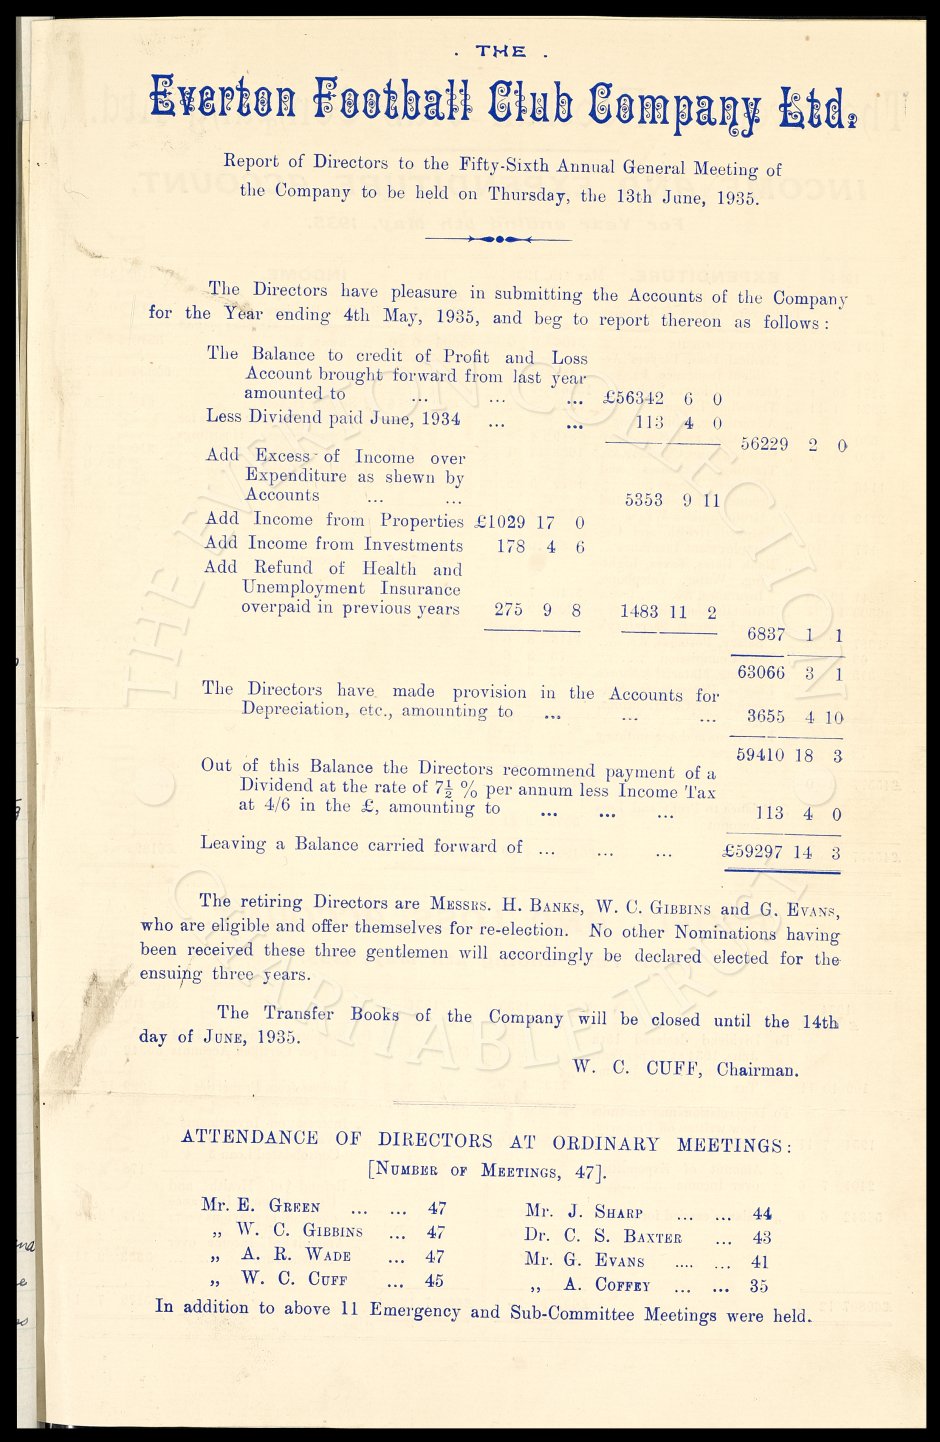 . THE .
Everton Football Club Company Ltd.
Report of Directors to the Fifty-Sixth Annual General Meeting of
the Company to be held on Thursday, the 13th June, 1935.
The Directors have pleasure in submitting the Accounts of the Company
for the Year ending 4th May, 1935, and beg to report thereon as follows :
The Balance to credit of Profit and Loss
Account brought forward from last year
amounted to ... ... ... £56342 6 0
Less Dividend paid June, 1934 ... ... 113 4 0
56229 2 0
Add Excess of Income over
Expenditure as shewn by
Accounts ... ... 5353 9 11
Add Income from Properties £1029 17 0
Add Income from Investments 178 4 6
Add Refund of Health and
Unemployment Insurance
overpaid in previous years 275 9 8 1483 11 2
6837 1 1
63066 3 1
The Directors have made provision in the Accounts for
Depreciation, etc., amounting to ... ... ... 3655 4 10
59410 18 3
Out of this Balance the Directors recommend payment of a
Dividend at the rate of 7½ % per annum less Income Tax
at 4/6 in the £, amounting to ... ... ... 113 4 0
Leaving a Balance carried forward of ... ... ... £59297 14 3
The retiring Directors are Messrs. H. Banks, W. C. Gibbins and G. Evans,
who are eligible and offer themselves for re-election. No other Nominations having
been received these three gentlemen will accordingly be declared elected for the
ensuing three years.
The Transfer Books of the Company will be closed until the 14th
day of June, 1935.
W. C. CUFF, Chairman.
ATTENDANCE OF DIRECTORS AT ORDINARY MEETINGS :
[Number of Meetings, 47].
Mr. E. Green ... ... 47 Mr. J. Sharp ... ... 44
„ W. C. Gibbins ... 47 Dr. C. S. Baxter ... 43
„ A. R. Wade ... 47 Mr. G. Evans .... ... 41
„ W. C. Cuff ... 45 „ A. Coffey ... ... 35
In addition to above 11 Emergency and Sub-Committee Meetings were held.
THE EVERTON COLLECTION
CHARITABLE TRUST